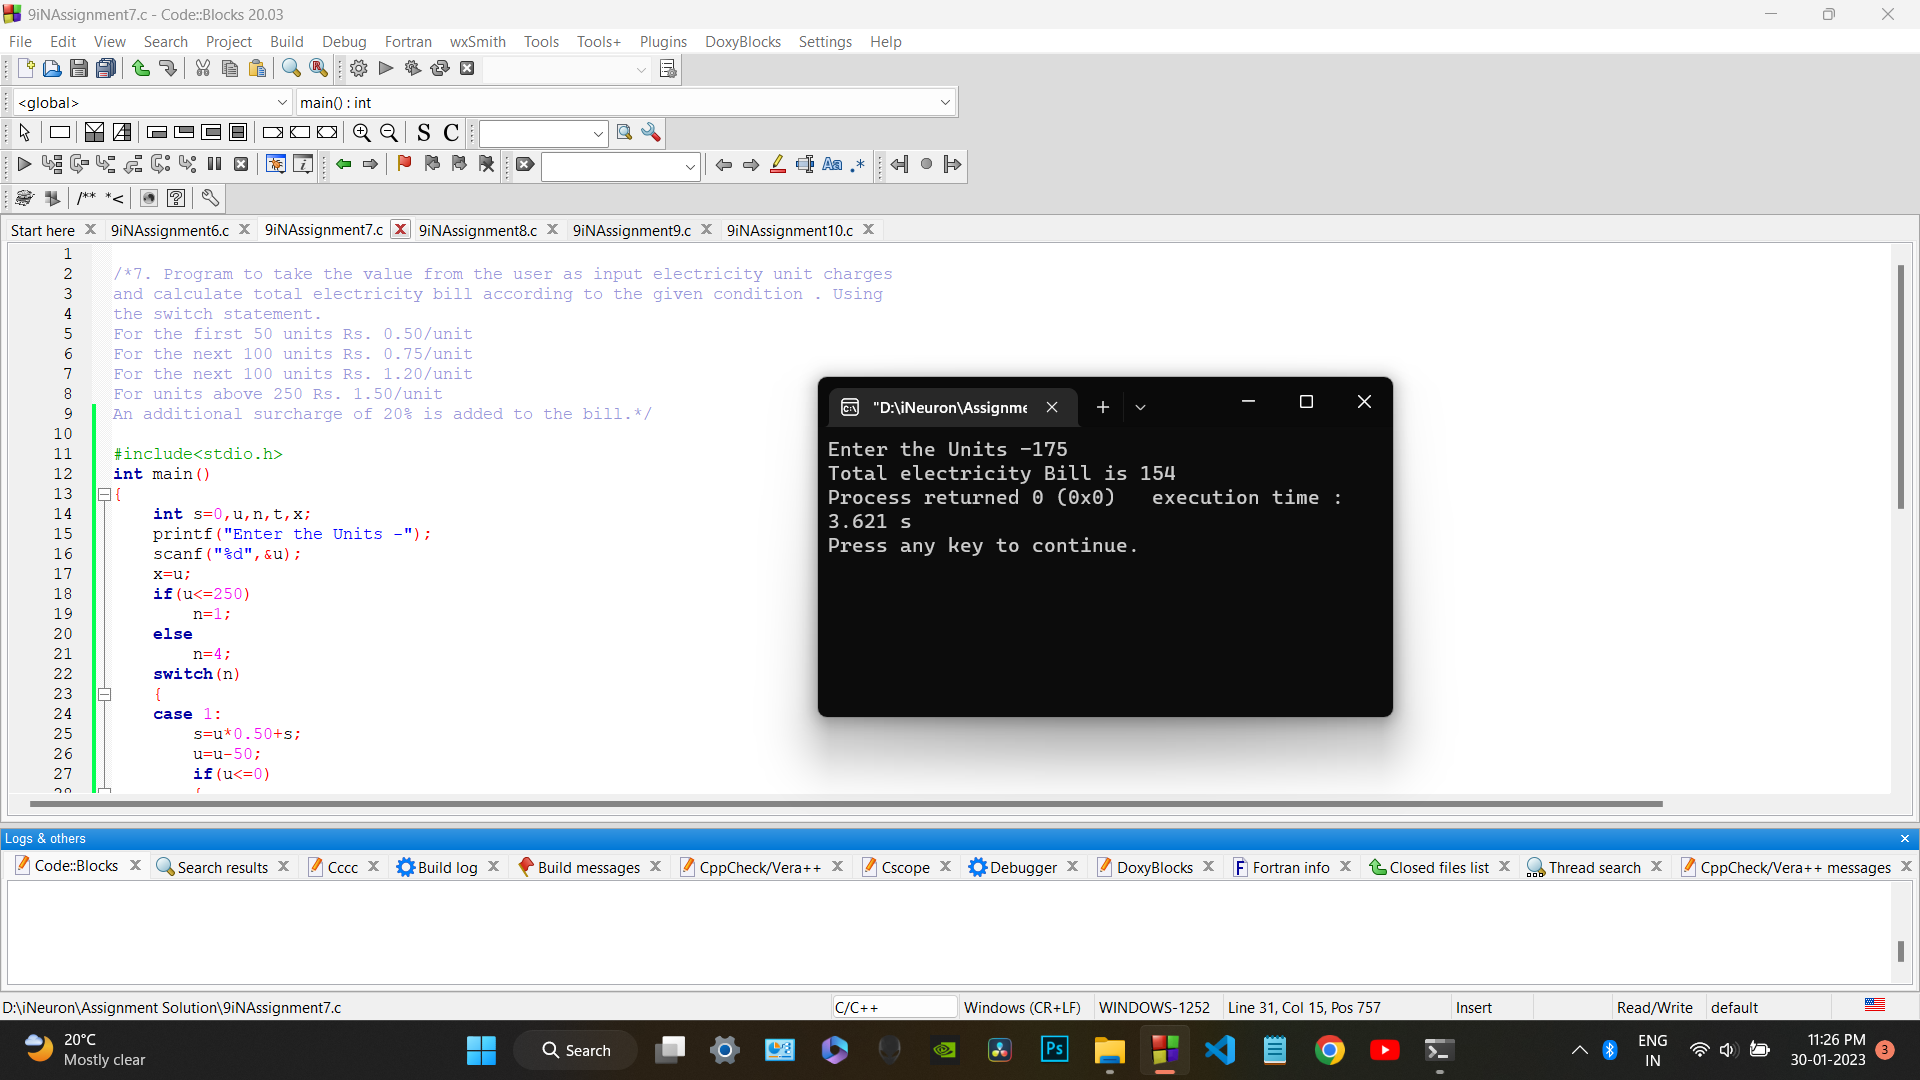 9iNAssignment7.c - Code::Blocks 20.03
File Edit View Search Project Build Debug Fortran wxSmith Tools Tools+ Plugins DoxyBlocks Settings Help
<global> main() : int
S C
Aa .*
/** *<
Start here 9iNAssignment6.c 9iNAssignment7.c 9iNAssignment8.c 9iNAssignment9.c 9iNAssignment10.c
1
2 /*7. Program to take the value from the user as input electricity unit charges
3 and calculate total electricity bill according to the given condition . Using
4 the switch statement.
5 For the first 50 units Rs. 0.50/unit
6 For the next 100 units Rs. 0.75/unit
7 For the next 100 units Rs. 1.20/unit
8 For units above 250 Rs. 1.50/unit
9 An additional surcharge of 20% is added to the bill.*/
10
11 #include<stdio.h>
12 int main()
13 {
14 int s=0,u,n,t,x;
15 printf("Enter the Units -");
16 scanf("%d",&u);
17 x=u;
18 if(u<=250)
19 n=1;
20 else
21 n=4;
22 switch(n)
23 {
24 case 1:
25 s=u*0.50+s;
26 u=u-50;
27 if(u<=0)
28 {
"D:\iNeuron\Assignme
Enter the Units -175
Total electricity Bill is 154
Process returned 0 (0x0) execution time :
3.621 s
Press any key to continue.
Logs & others
Code::Blocks Search results Cccc Build log Build messages CppCheck/Vera++ Cscope Debugger DoxyBlocks Fortran info Closed files list Thread search CppCheck/Vera++ messages
D:\iNeuron\Assignment Solution\9iNAssignment7.c C/C++ Windows (CR+LF) WINDOWS-1252 Line 31, Col 15, Pos 757 Insert Read/Write default
20°C
Mostly clear
Search
Ps
ENG
IN
11:26 PM
30-01-2023
3